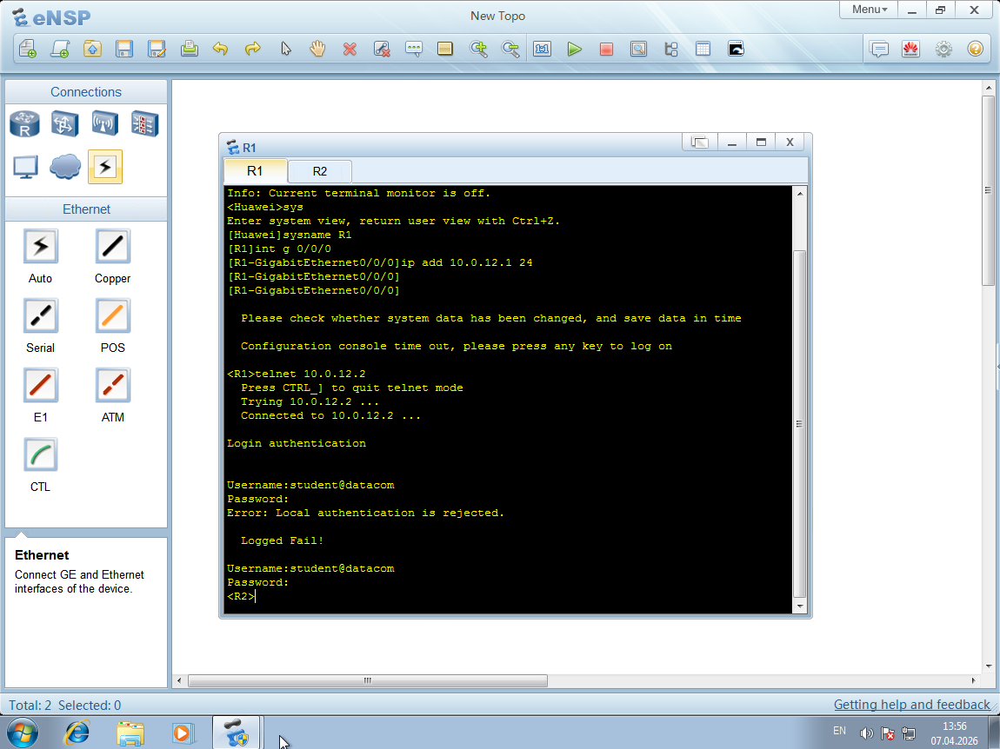 eNSP
New Topo
Menu
1:1
Connections
R
Ethernet
Auto
Copper
Serial
POS
E1
ATM
CTL
Ethernet
Connect GE and Ethernet
interfaces of the device.
R1
R1
R2
Info: Current terminal monitor is off.
<Huawei>sys
Enter system view, return user view with Ctrl+Z.
[Huawei]sysname R1
[R1]int g 0/0/0
[R1-GigabitEthernet0/0/0]ip add 10.0.12.1 24
[R1-GigabitEthernet0/0/0]
[R1-GigabitEthernet0/0/0]
Please check whether system data has been changed, and save data in time
Configuration console time out, please press any key to log on
<R1>telnet 10.0.12.2
Press CTRL_] to quit telnet mode
Trying 10.0.12.2 ...
Connected to 10.0.12.2 ...
Login authentication
Username:student@datacom
Password:
Error: Local authentication is rejected.
Logged Fail!
Username:student@datacom
Password:
<R2>
Total: 2 Selected: 0
Getting help and feedback
EN
13:56
07.04.2026